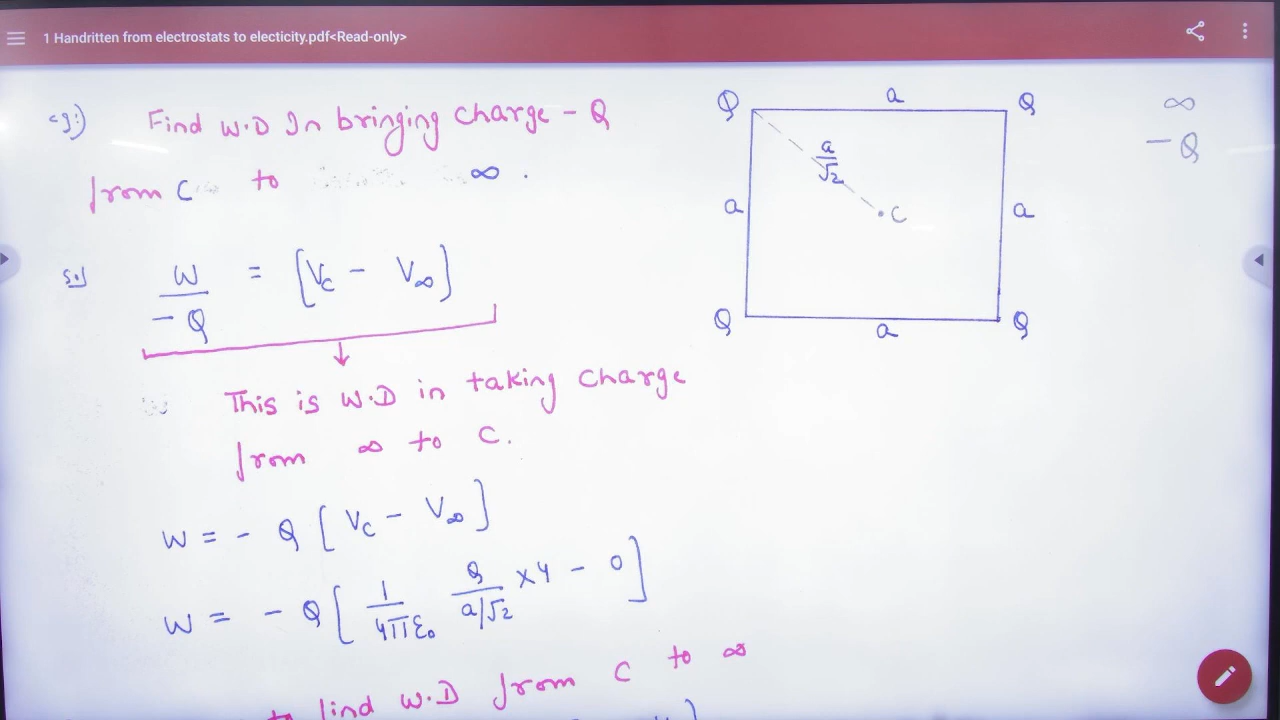 1 Handritten from electrostats to electicity.pdf<Read-only>
eg:) Find W.D In bringing charge - Q
from C to ∞ .
Sol W / - Q = [Vc - V∞]
This is W.D in taking charge
from ∞ to C.
W = - Q [Vc - V∞]
W = - Q [1/4πε₀ Q/a/√2 x4 - 0]
to find W.D from C to ∞
Q a Q
a/√2
a C a
Q a Q
∞
- Q